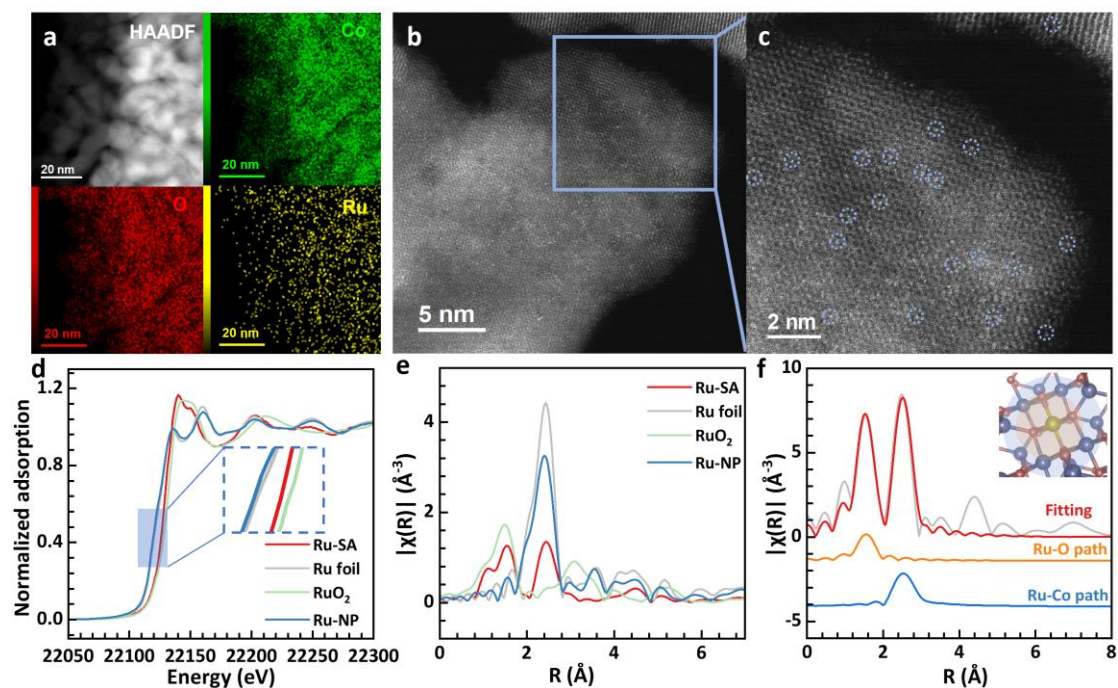 a
HAADF
20 nm
Co
20 nm
O
20 nm
Ru
20 nm
b
5 nm
c
2 nm
d
Normalized adsorption
1.2
0.8
0.4
0.0
Ru-SA
Ru foil
RuO₂
Ru-NP
22050 22100 22150 22200 22250 22300
Energy (eV)
e
|χ(R)| (Å⁻³)
4
2
0
Ru-SA
Ru foil
RuO₂
Ru-NP
0 2 4 6
R (Å)
f
|χ(R)| (Å⁻³)
10
5
0
-5
Fitting
Ru-O path
Ru-Co path
0 2 4 6 8
R (Å)